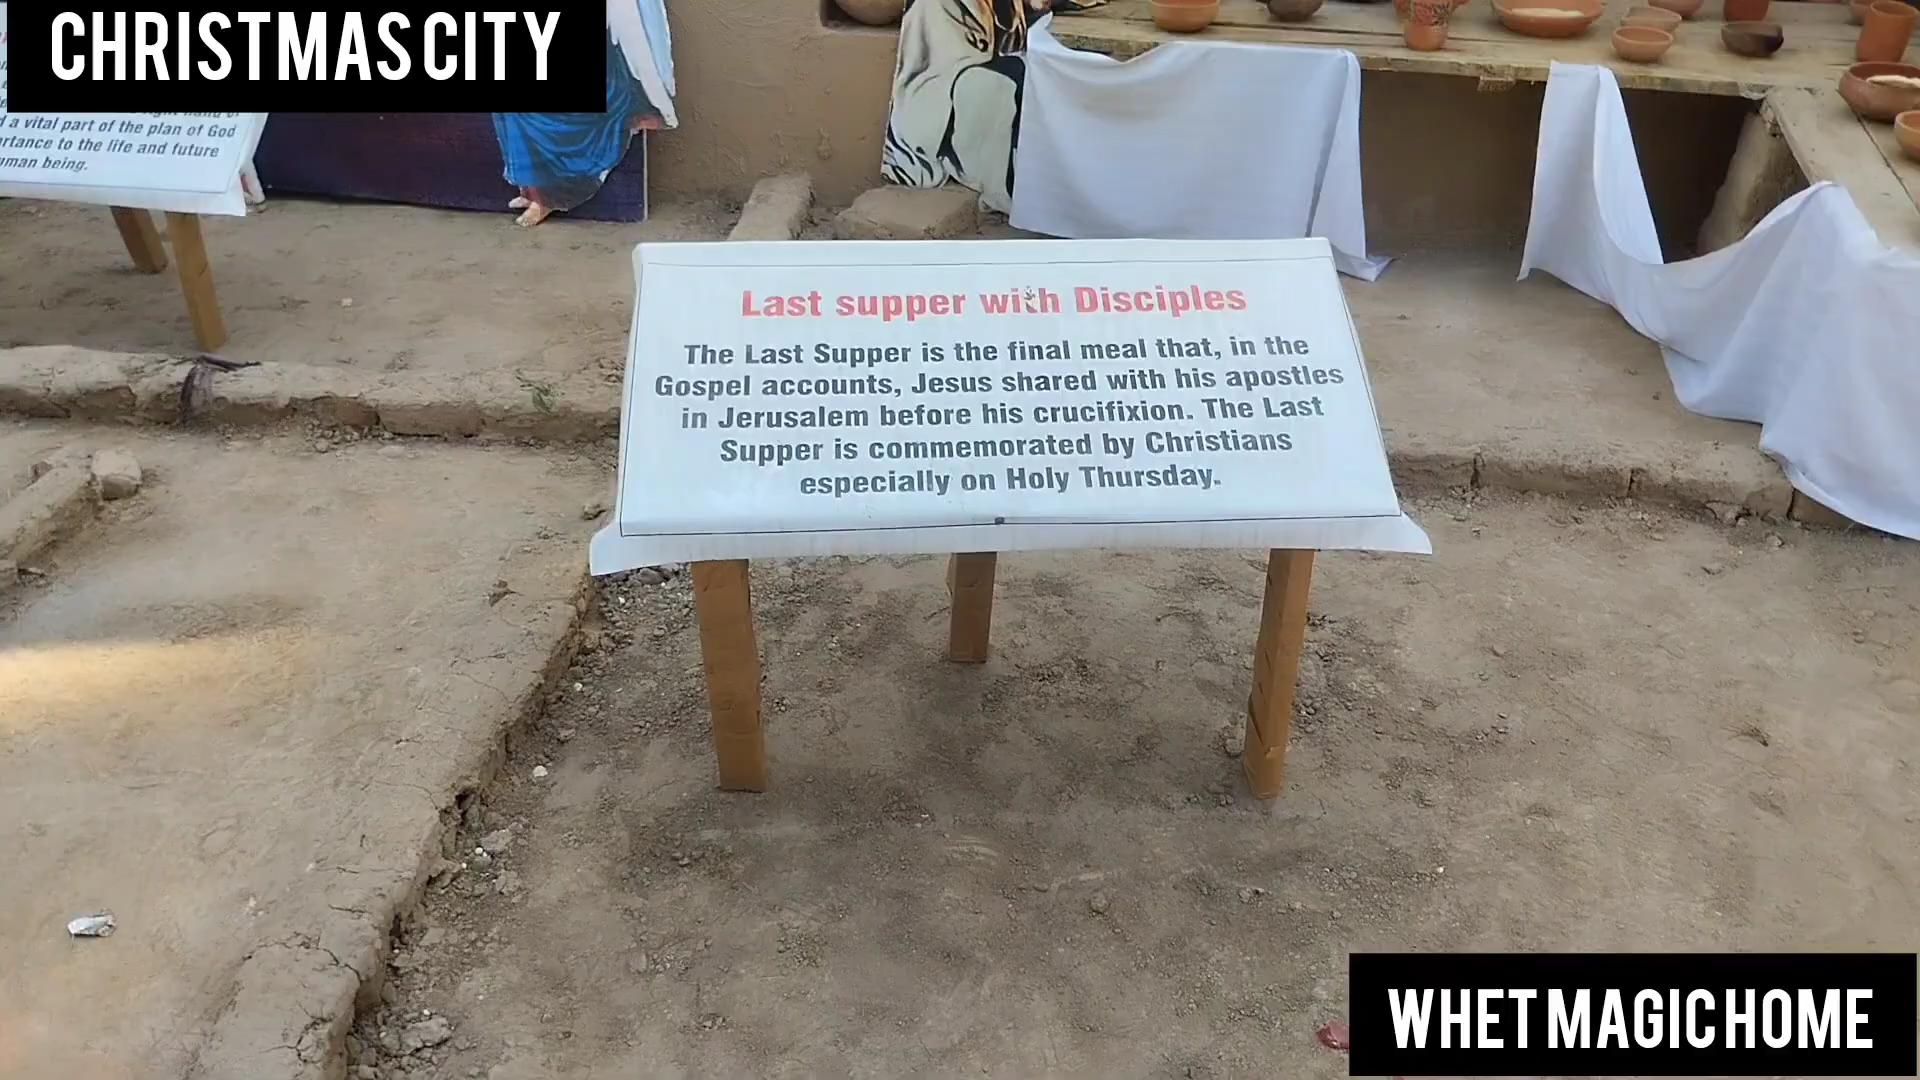 CHRISTMAS CITY
d a vital part of the plan of God
to the life and future
being.
Last supper with Disciples
The Last Supper is the final meal that, in the
Gospel accounts, Jesus shared with his apostles
in Jerusalem before his crucifixion. The Last
Supper is commemorated by Christians
especially on Holy Thursday.
WHET MAGIC HOME